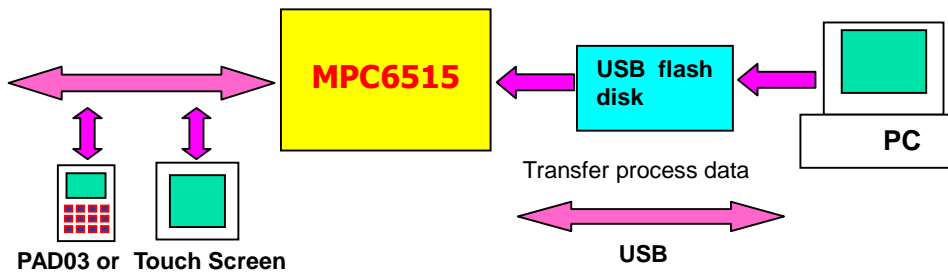 MPC6515
USB flash
disk
PC
Transfer process data
USB
PAD03 or Touch Screen